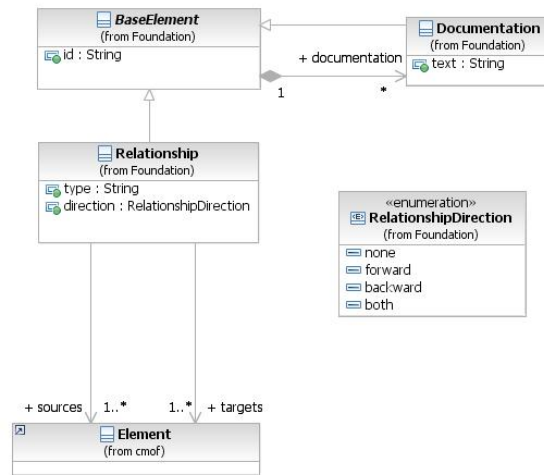 BaseElement
(from Foundation)
id : String
Documentation
(from Foundation)
text : String
+ documentation
1
*
Relationship
(from Foundation)
type : String
direction : RelationshipDirection
«enumeration»
RelationshipDirection
(from Foundation)
none
forward
backward
both
+ sources
1..*
1..*
+ targets
Element
(from cmof)